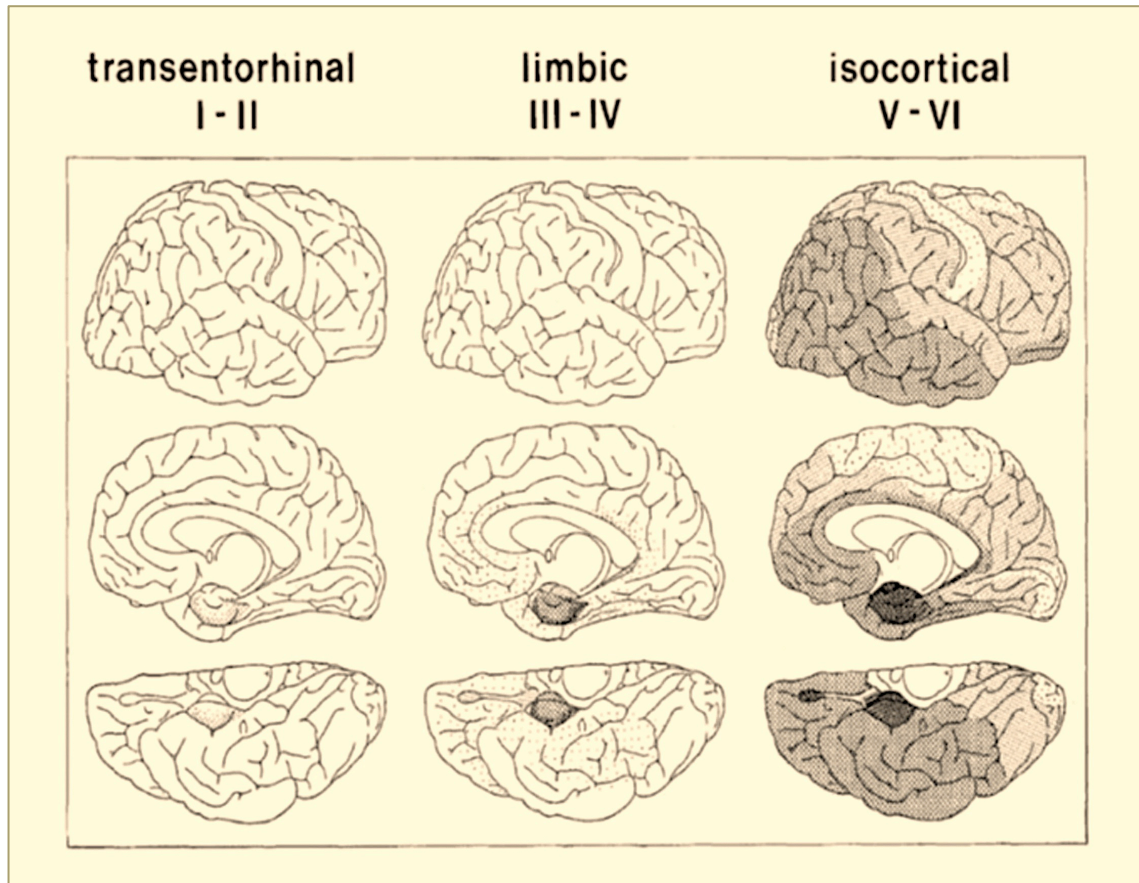 transentorhinal
I - II
limbic
III - IV
isocortical
V - VI